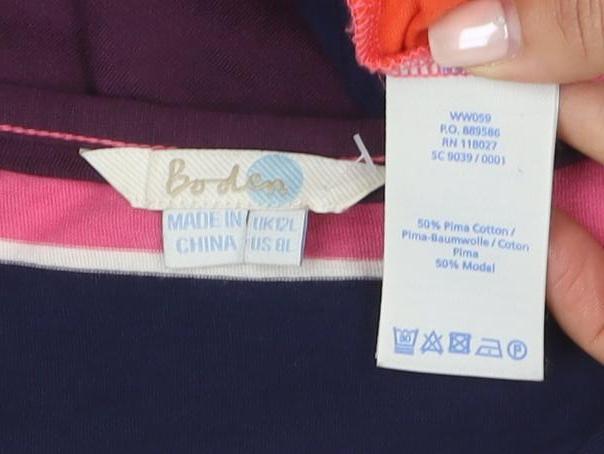 Boden
MADE IN
CHINA
UK12L
US 8L
WW059
P.O. 889586
RN 118027
SC 9039 / 0001
50% Pima Cotton /
Pima-Baumwolle / Coton
Pima
50% Modal
30
P